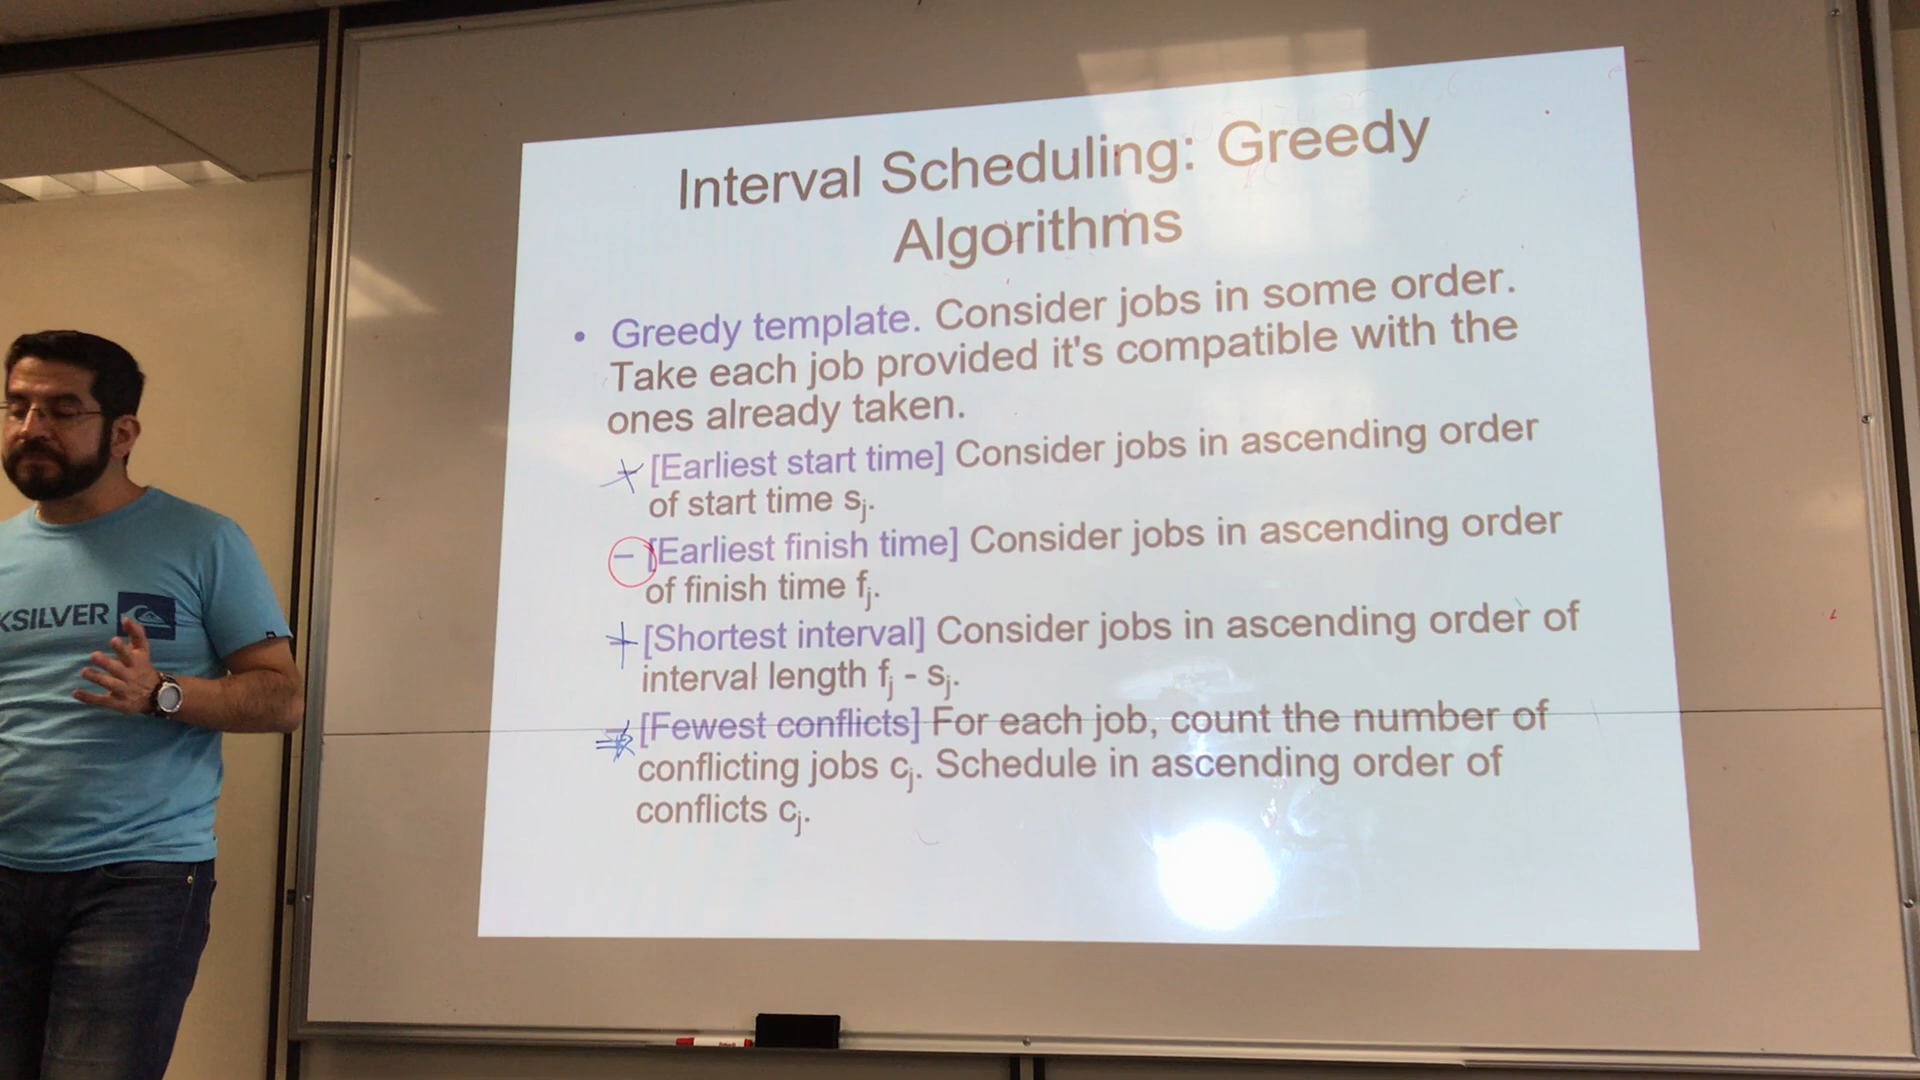 Interval Scheduling: Greedy
Algorithms
• Greedy template. Consider jobs in some order.
Take each job provided it's compatible with the
ones already taken.
[Earliest start time] Consider jobs in ascending order
of start time sj.
– [Earliest finish time] Consider jobs in ascending order
of finish time fj.
[Shortest interval] Consider jobs in ascending order of
interval length fj - sj.
[Fewest conflicts] For each job, count the number of
conflicting jobs cj. Schedule in ascending order of
conflicts cj.
KSILVER